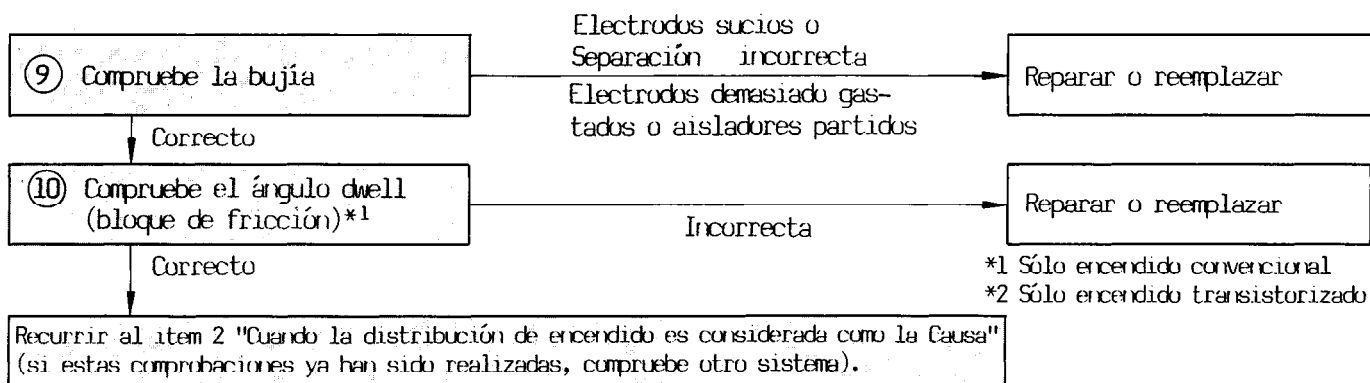 Electrodos sucios o
Separación incorrecta
⑨ Compruebe la bujía
Reparar o reemplazar
Electrodos demasiado gas-
tados o aisladores partidos
Correcto
⑩ Compruebe el ángulo dwell
(bloque de fricción)*1
Incorrecta
Reparar o reemplazar
Correcto
*1 Sólo encendido convencional
*2 Sólo encendido transistorizado
Recurrir al item 2 "Cuando la distribución de encendido es considerada como la Causa"
(si estas comprobaciones ya han sido realizadas, compruebe otro sistema).